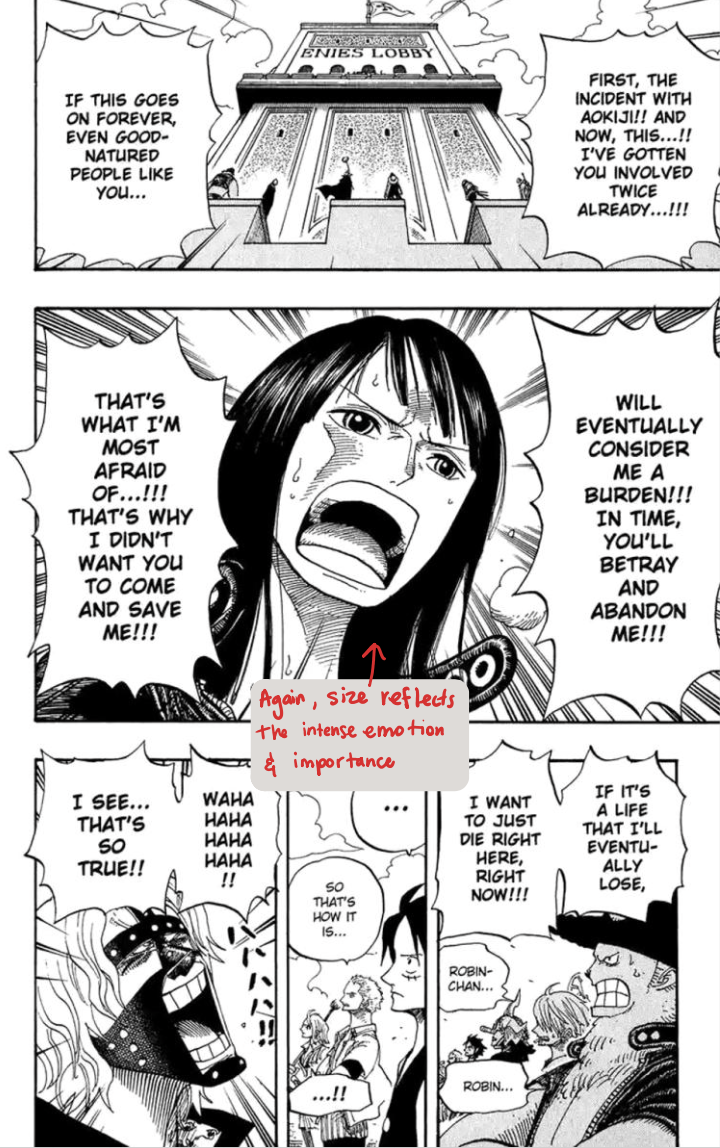 ENIES LOBBY
FIRST, THE
INCIDENT WITH
AOKIJI!! AND
NOW, THIS...!!
I'VE GOTTEN
YOU INVOLVED
TWICE
ALREADY...!!!
IF THIS GOES
ON FOREVER,
EVEN GOOD-
NATURED
PEOPLE LIKE
YOU...
WILL
EVENTUALLY
CONSIDER
ME A
BURDEN!!!
IN TIME,
YOU'LL
BETRAY
AND
ABANDON
ME!!!
THAT'S
WHAT I'M
MOST
AFRAID
OF...!!!
THAT'S WHY
I DIDN'T
WANT YOU
TO COME
AND SAVE
ME!!!
Again, size reflects
the intense emotion
& importance
IF IT'S
A LIFE
THAT I'LL
EVENTU-
ALLY
LOSE,
I WANT
TO JUST
DIE RIGHT
HERE,
RIGHT
NOW!!!
ROBIN-
CHAN...
ROBIN...
...
SO
THAT'S
HOW IT
IS...
...!!
WAHA
HAHA
HAHA
HAHA
!!
I SEE...
THAT'S
SO
TRUE!!
ハハハハ!!